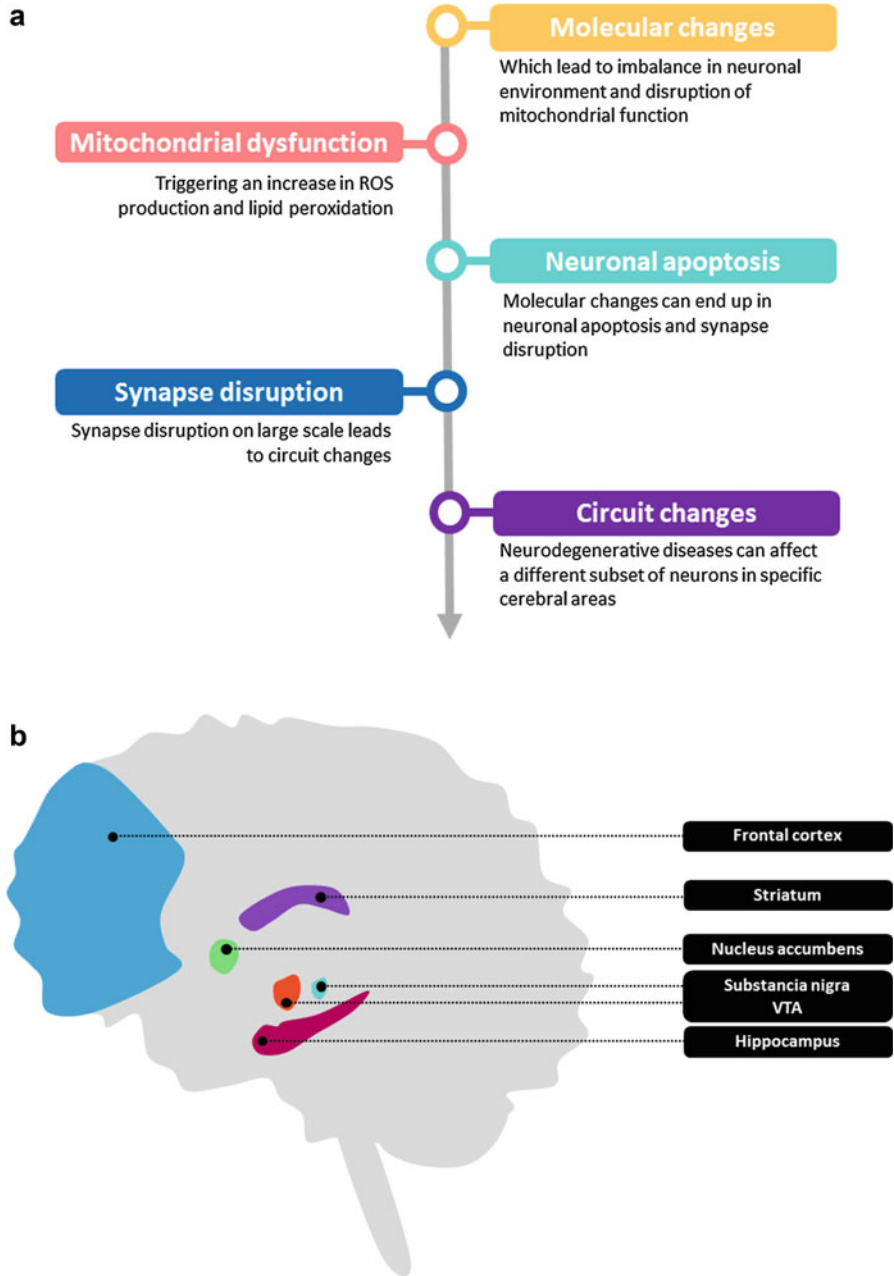 a
Molecular changes
Which lead to imbalance in neuronal
environment and disruption of
mitochondrial function
Mitochondrial dysfunction
Triggering an increase in ROS
production and lipid peroxidation
Neuronal apoptosis
Molecular changes can end up in
neuronal apoptosis and synapse
disruption
Synapse disruption
Synapse disruption on large scale leads
to circuit changes
Circuit changes
Neurodegenerative diseases can affect
a different subset of neurons in specific
cerebral areas
b
Frontal cortex
Striatum
Nucleus accumbens
Substancia nigra
VTA
Hippocampus